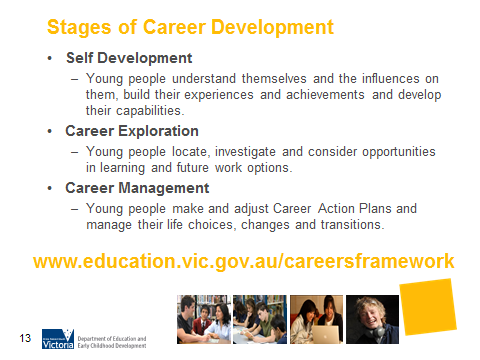 Stages of Career Development
• Self Development
– Young people understand themselves and the influences on
them, build their experiences and achievements and develop
their capabilities.
• Career Exploration
– Young people locate, investigate and consider opportunities
in learning and future work options.
• Career Management
– Young people make and adjust Career Action Plans and
manage their life choices, changes and transitions.
www.education.vic.gov.au/careersframework
13
Victoria
Department of Education and
Early Childhood Development